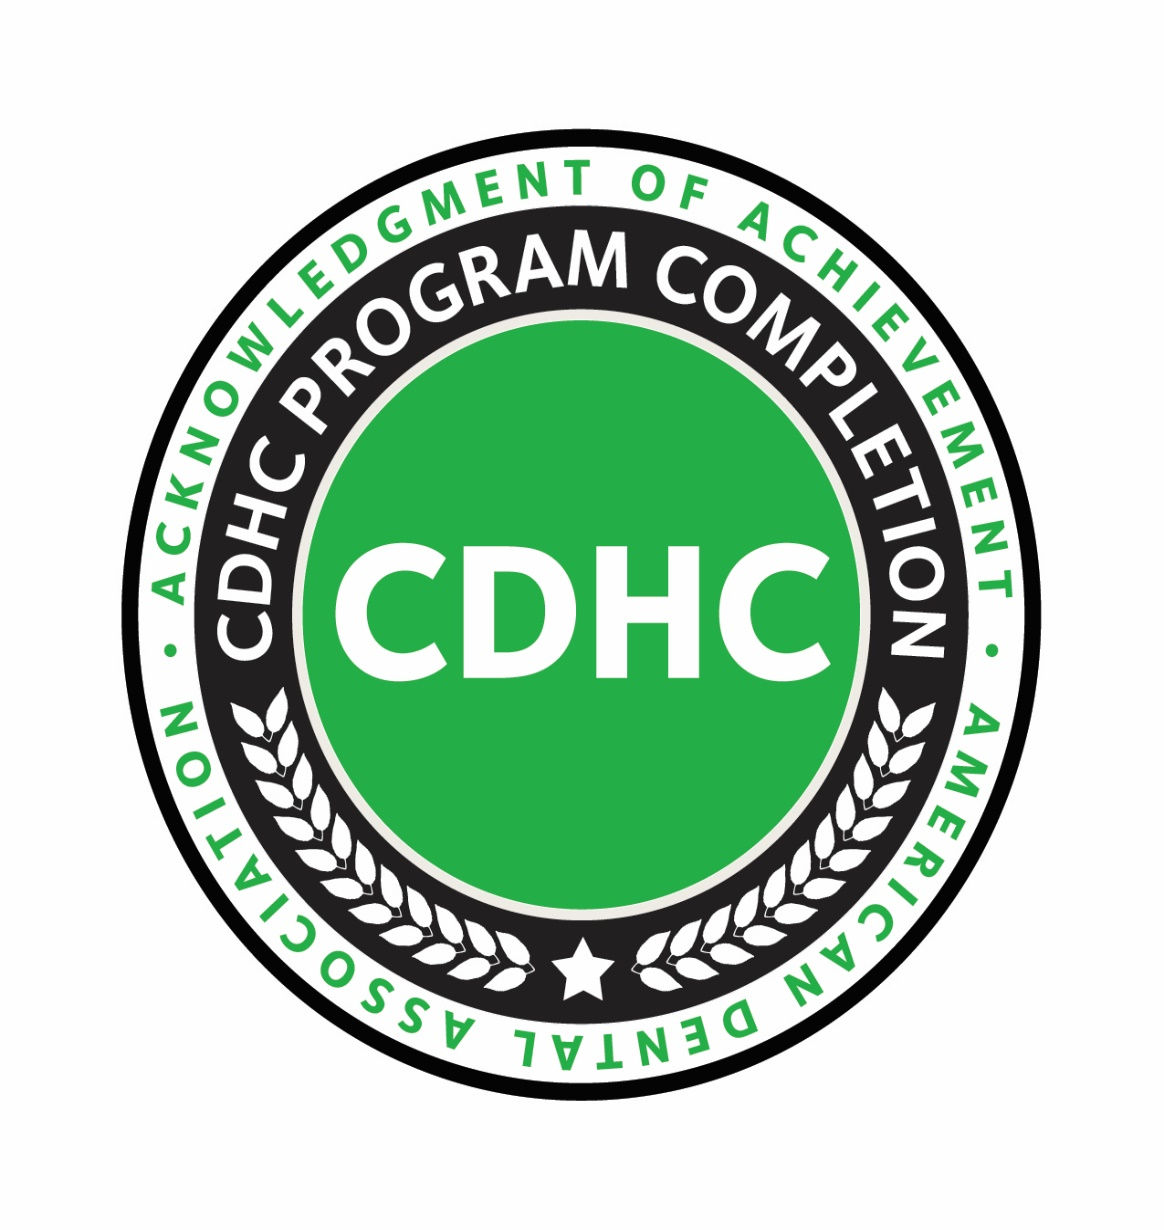 ACKNOWLEDGMENT OF ACHIEVEMENT • AMERICAN DENTAL ASSOCIATION •
CDHC PROGRAM COMPLETION
CDHC